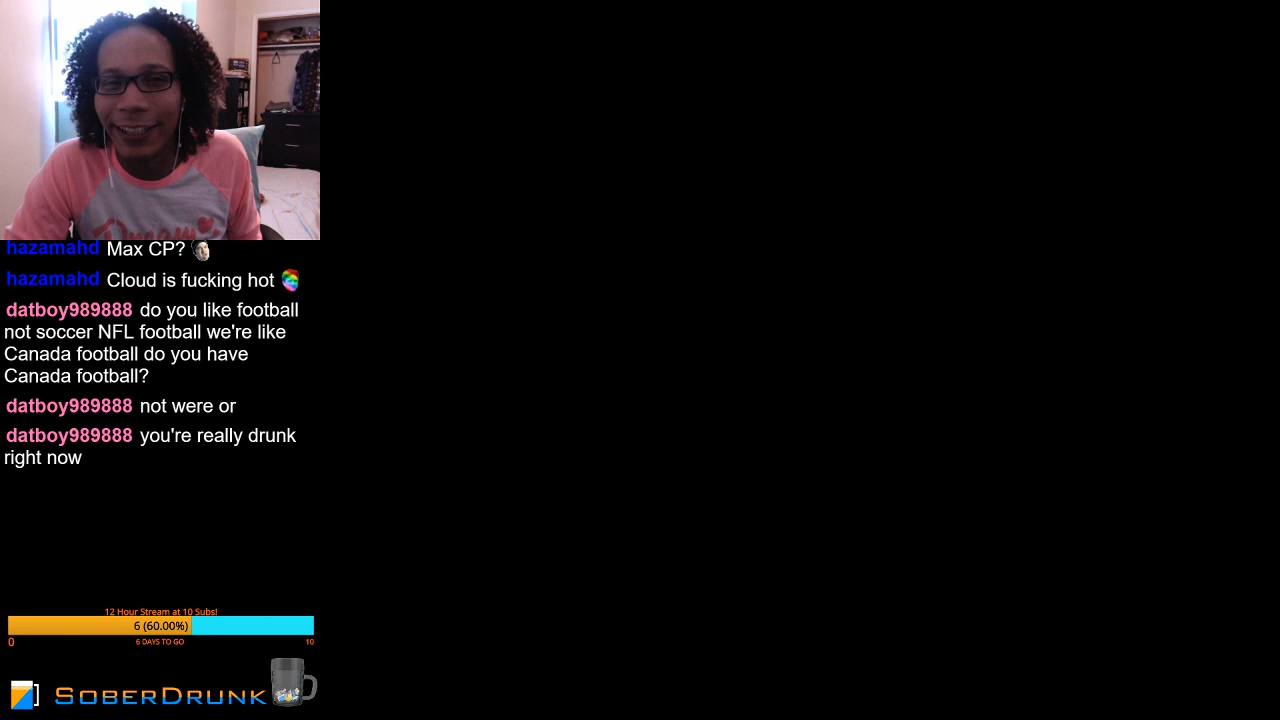 Dream
hazamahd Max CP?
hazamahd Cloud is fucking hot
datboy989888 do you like football
not soccer NFL football we're like
Canada football do you have
Canada football?
datboy989888 not were or
datboy989888 you're really drunk
right now
12 Hour Stream at 10 Subs!
6 (60.00%)
0 6 DAYS TO GO 10
SOBERDRUNK